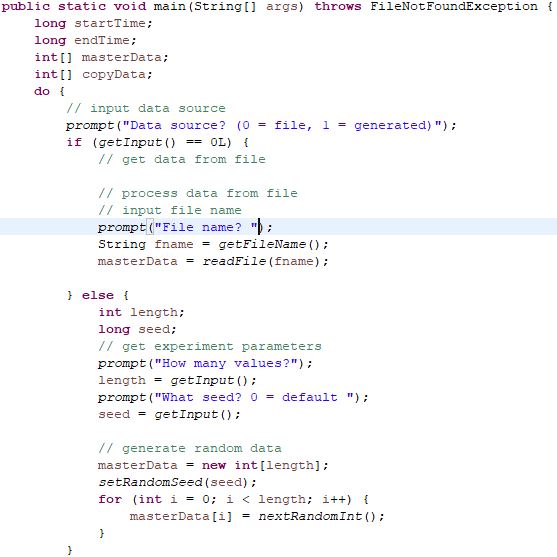 public static void main(String[] args) throws FileNotFoundException {
    long startTime;
    long endTime;
    int[] masterData;
    int[] copyData;
    do {
        // input data source
        prompt("Data source? (0 = file, 1 = generated)");
        if (getInput() == 0L) {
            // get data from file

            // process data from file
            // input file name
            prompt("File name? ");
            String fname = getFileName();
            masterData = readFile(fname);

        } else {
            int length;
            long seed;
            // get experiment parameters
            prompt("How many values?");
            length = getInput();
            prompt("What seed? 0 = default ");
            seed = getInput();

            // generate random data
            masterData = new int[length];
            setRandomSeed(seed);
            for (int i = 0; i < length; i++) {
                masterData[i] = nextRandomInt();
            }
        }